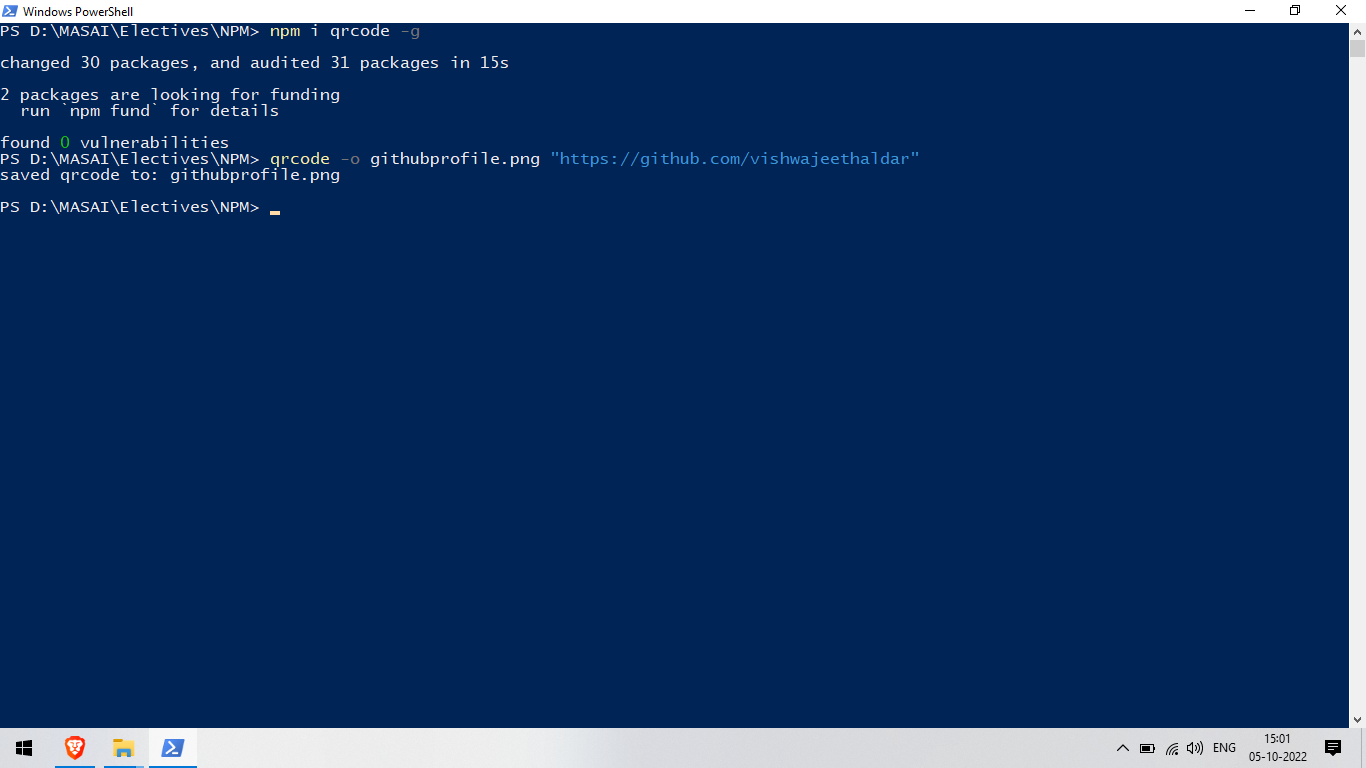 Windows PowerShell
PS D:\MASAI\Electives\NPM> npm i qrcode -g
changed 30 packages, and audited 31 packages in 15s
2 packages are looking for funding
  run `npm fund` for details
found 0 vulnerabilities
PS D:\MASAI\Electives\NPM> qrcode -o githubprofile.png "https://github.com/vishwajeethaldar"
saved qrcode to: githubprofile.png
PS D:\MASAI\Electives\NPM>
ENG
15:01
05-10-2022